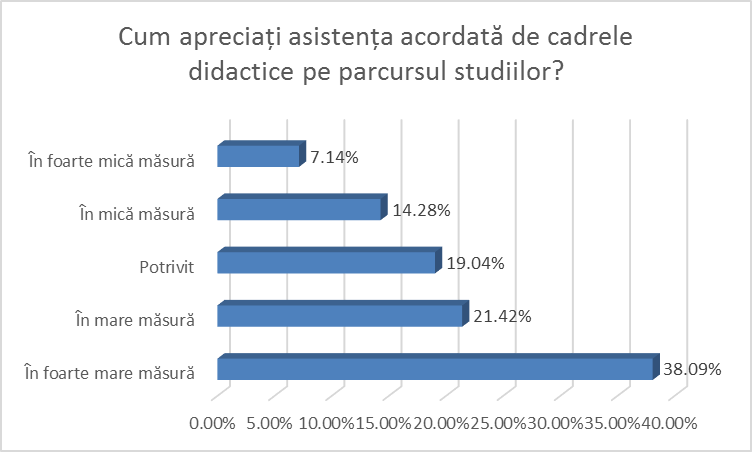 Cum apreciați asistența acordată de cadrele
didactice pe parcursul studiilor?
În foarte mică măsură 7.14%
În mică măsură 14.28%
Potrivit 19.04%
În mare măsură 21.42%
În foarte mare măsură 38.09%
0.00% 5.00% 10.00% 15.00% 20.00% 25.00% 30.00% 35.00% 40.00%